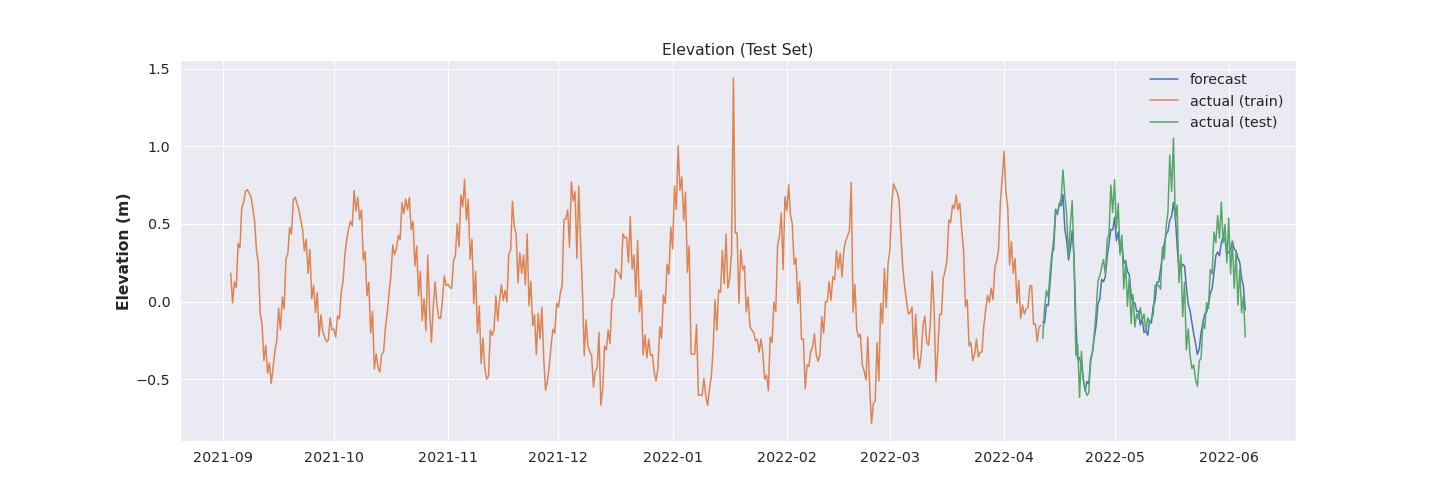 Elevation (Test Set)
Elevation (m)
1.5
1.0
0.5
0.0
−0.5
forecast
actual (train)
actual (test)
2021-09 2021-10 2021-11 2021-12 2022-01 2022-02 2022-03 2022-04 2022-05 2022-06